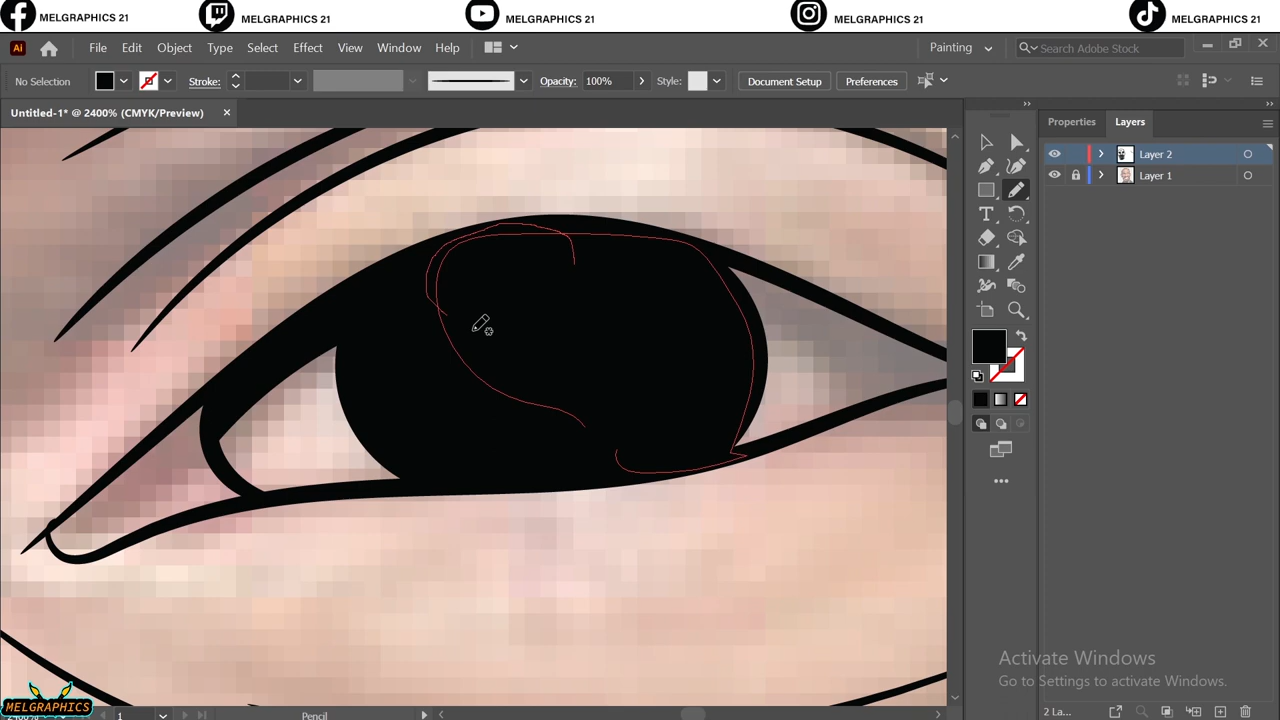 MELGRAPHICS 21 MELGRAPHICS 21 MELGRAPHICS 21 MELGRAPHICS 21 MELGRAPHICS 21
Ai File Edit Object Type Select Effect View Window Help Painting Search Adobe Stock
No Selection Stroke: Opacity: 100% Style: Document Setup Preferences
Untitled-1* @ 2400% (CMYK/Preview)
Properties Layers
Layer 2
Layer 1
Activate Windows
Go to Settings to activate Windows.
MELGRAPHICS
1 Pencil 2 La...